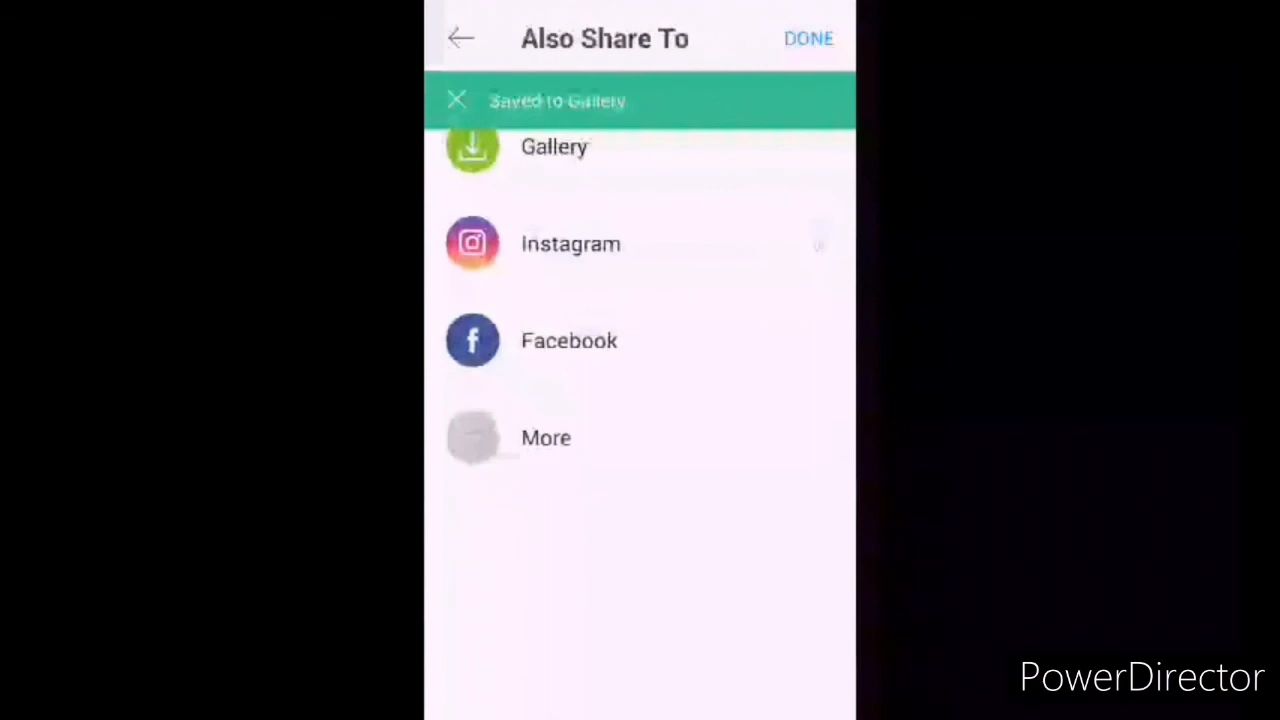 Also Share To
DONE
Saved to Gallery
Gallery
Instagram
Facebook
More
PowerDirector